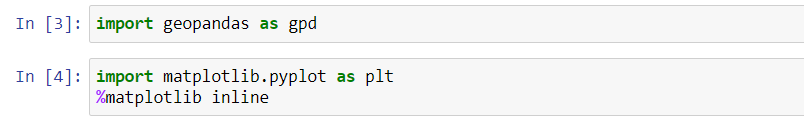 In [3]: import geopandas as gpd
In [4]: import matplotlib.pyplot as plt
%matplotlib inline